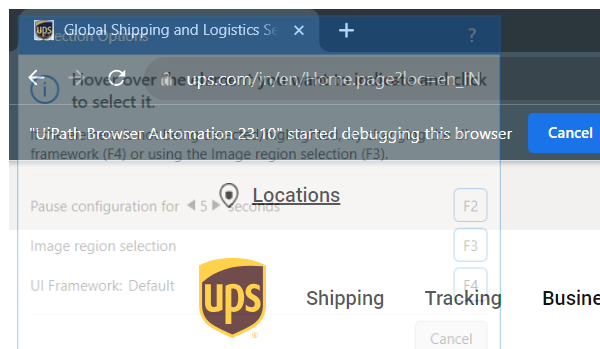 Global Shipping and Logistics Se
Selection Options
?
Hover over the
click
to select it.
ups.com/in/en/Home.page?loc=en_IN
"UiPath Browser Automation 23.10" started debugging this browser
Cancel
framework (F4) or using the Image region selection (F3).
Locations
Pause configuration for 5 seconds
F2
Image region selection
F3
UI Framework: Default
F4
ups
Shipping
Tracking
Busine
Cancel